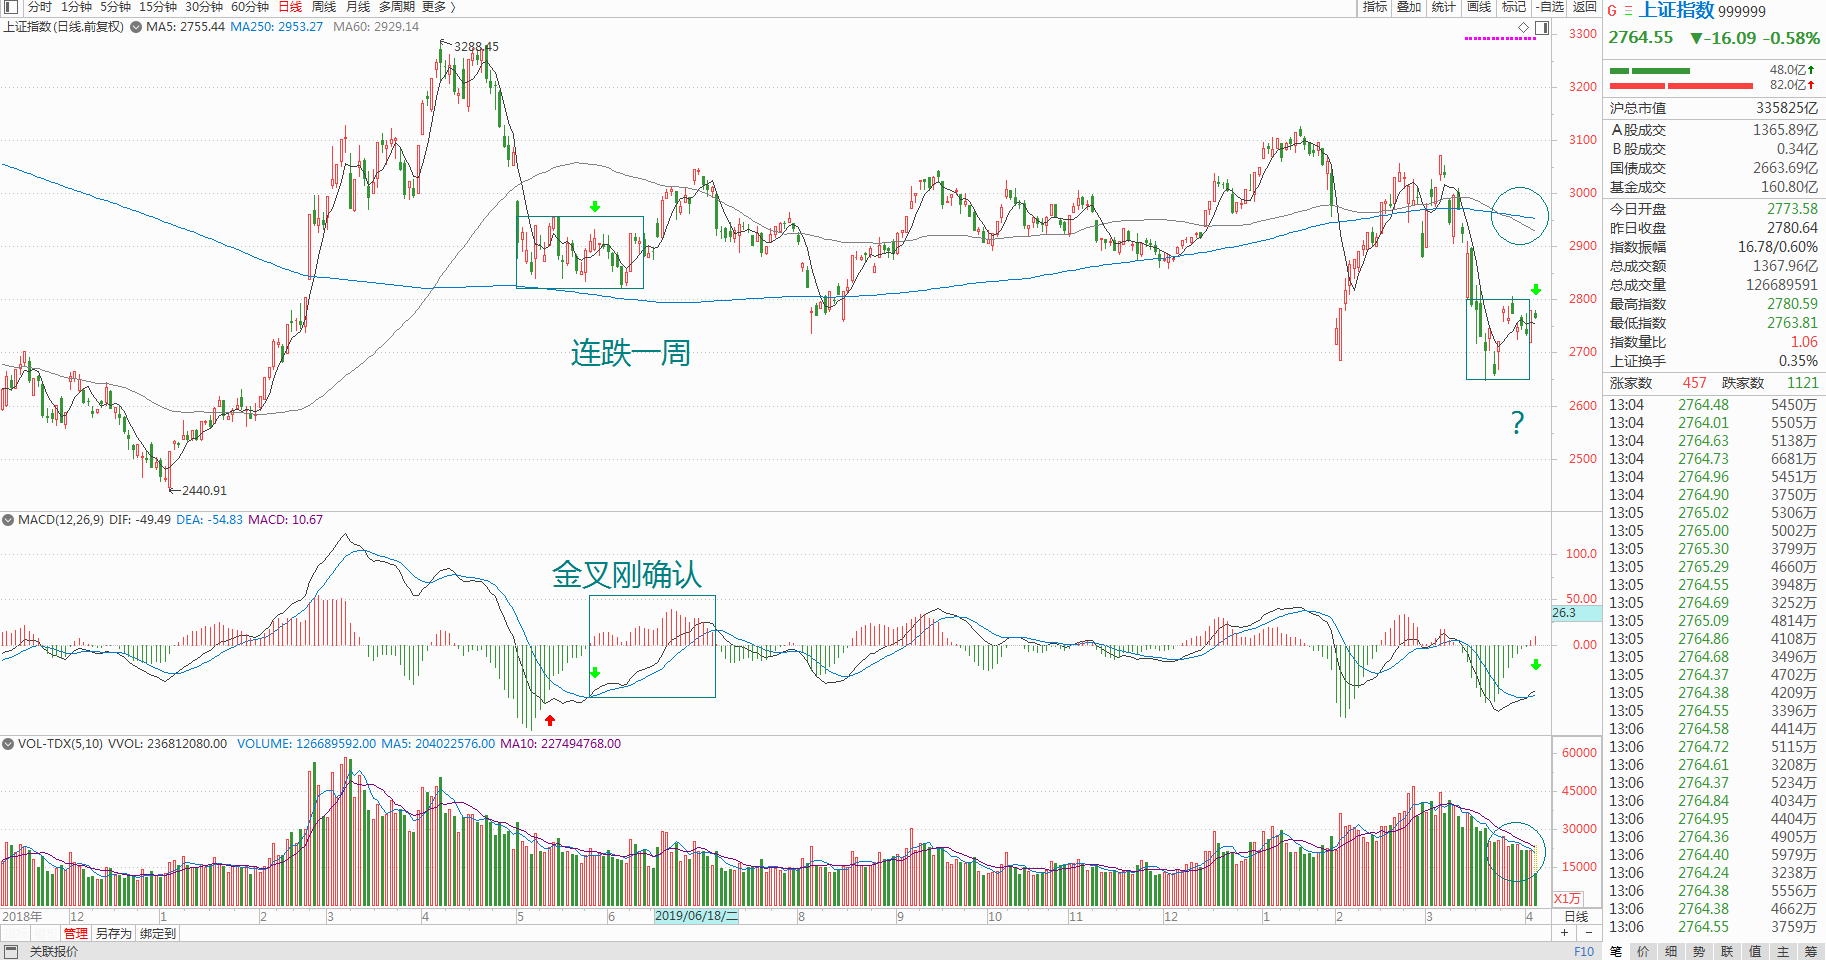 分时 1分钟 5分钟 15分钟 30分钟 60分钟 日线 周线 月线 多周期 更多 〉 指标 叠加 统计 画线 标记 -自选 返回
G 上证指数 999999
上证指数(日线.前复权) MA5: 2755.44 MA250: 2953.27 MA60: 2929.14
2764.55 ▼-16.09 -0.58%
48.0亿
82.0亿
沪总市值 335825亿
A股成交 1365.89亿
B股成交 0.34亿
国债成交 2663.69亿
基金成交 160.80亿
今日开盘 2773.58
昨日收盘 2780.64
指数振幅 16.78/0.60%
总成交额 1367.96亿
总成交量 126689591
最高指数 2780.59
最低指数 2763.81
指数量比 1.06
上证换手 0.35%
涨家数 457 跌家数 1121
13:04 2764.48 5450万
13:04 2764.01 5505万
13:04 2764.63 5138万
13:04 2764.73 6681万
13:04 2764.96 5451万
13:04 2764.90 3750万
13:05 2765.02 5306万
13:05 2765.00 5002万
13:05 2765.30 3799万
13:05 2765.29 4660万
13:05 2764.55 3948万
13:05 2764.69 3252万
13:05 2765.09 4814万
13:05 2764.86 4108万
13:05 2764.68 3496万
13:05 2764.37 4702万
13:05 2764.38 4209万
13:05 2764.55 3396万
13:06 2764.58 4414万
13:06 2764.72 5115万
13:06 2764.61 3208万
13:06 2764.37 5234万
13:06 2764.84 4034万
13:06 2764.95 4404万
13:06 2764.36 4905万
13:06 2764.40 5979万
13:06 2764.24 3238万
13:06 2764.38 5556万
13:06 2764.38 4662万
13:06 2764.55 3759万
笔 价 细 势 联 值 主 筹
3288.45
2440.91
连跌一周
?
3300
3200
3100
3000
2900
2800
2700
2600
2500
MACD(12,26,9) DIF: -49.49 DEA: -54.83 MACD: 10.67
金叉刚确认
100.0
50.00
26.3
0.00
VOL-TDX(5,10) VVOL: 236812080.00 VOLUME: 126689592.00 MA5: 204022576.00 MA10: 227494768.00
60000
45000
30000
15000
X1万
2018年 12 1 2 3 4 5 6 2019/06/18/二 8 9 10 11 12 1 2 3 4 日线
管理 另存为 绑定到 + -
关联报价 F10